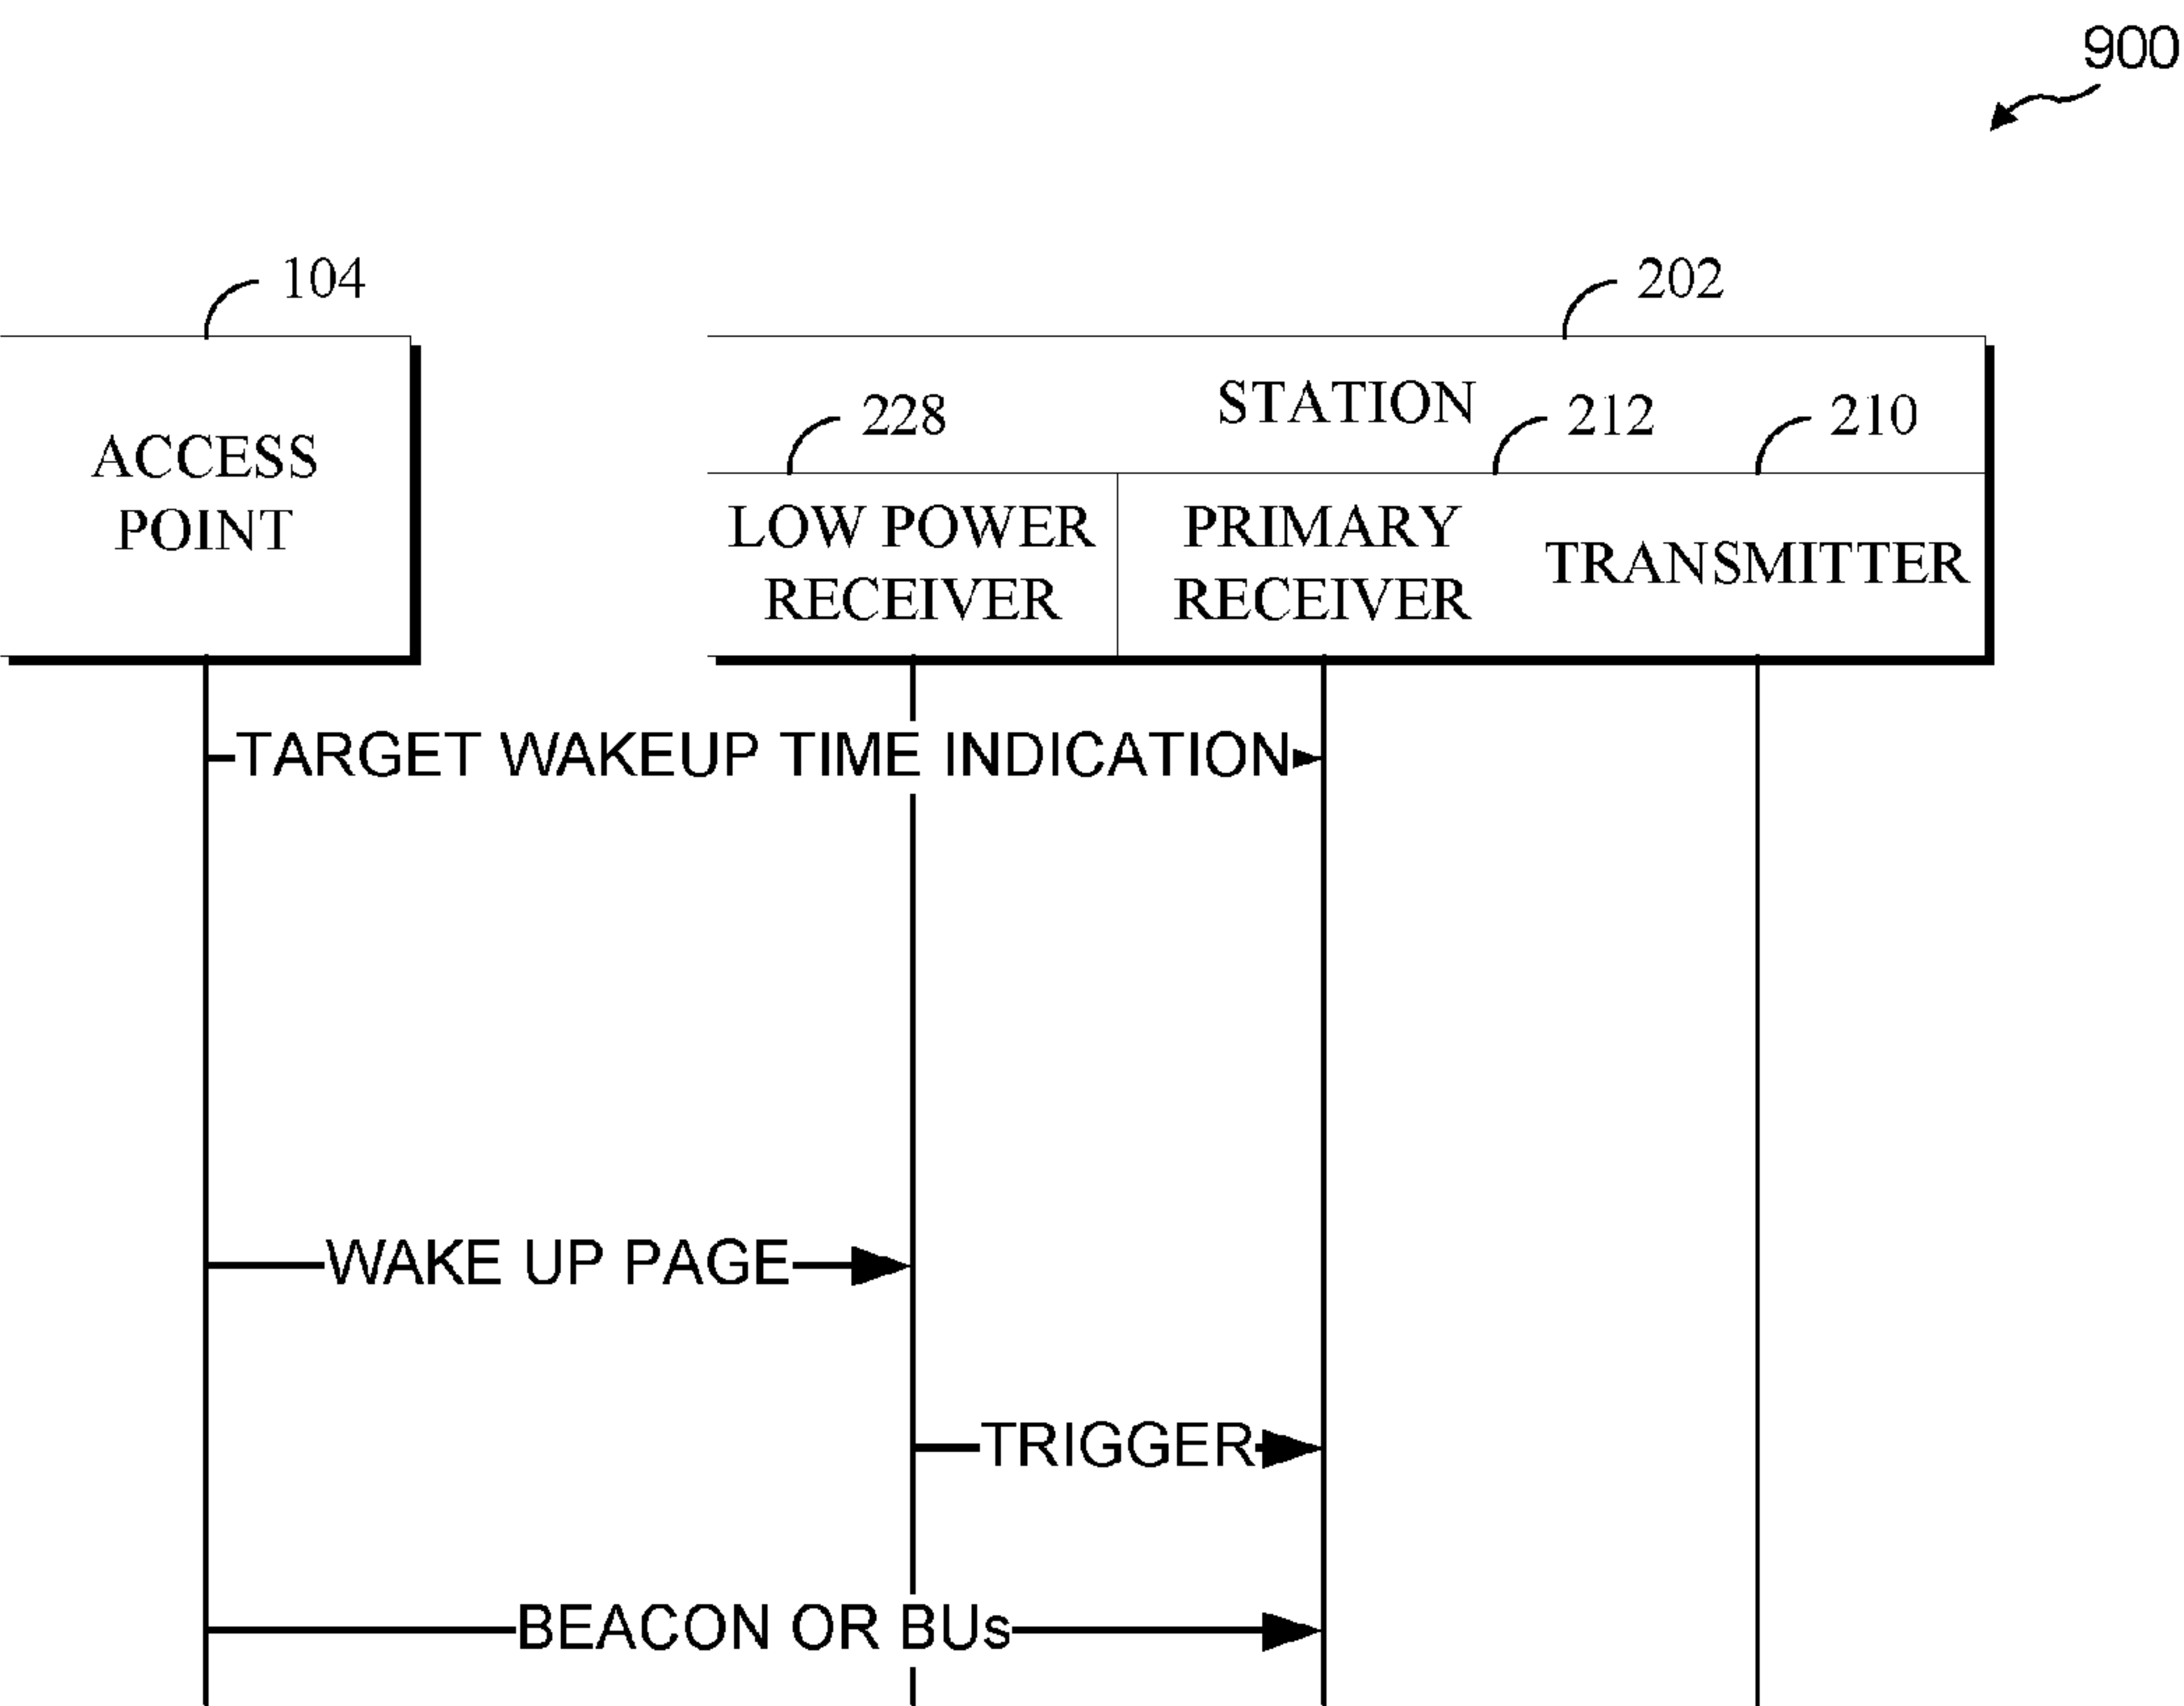 900
104
202
ACCESS
POINT
STATION
228
212
210
LOW POWER
RECEIVER
PRIMARY
RECEIVER
TRANSMITTER
TARGET WAKEUP TIME INDICATION
WAKE UP PAGE
TRIGGER
BEACON OR BUs